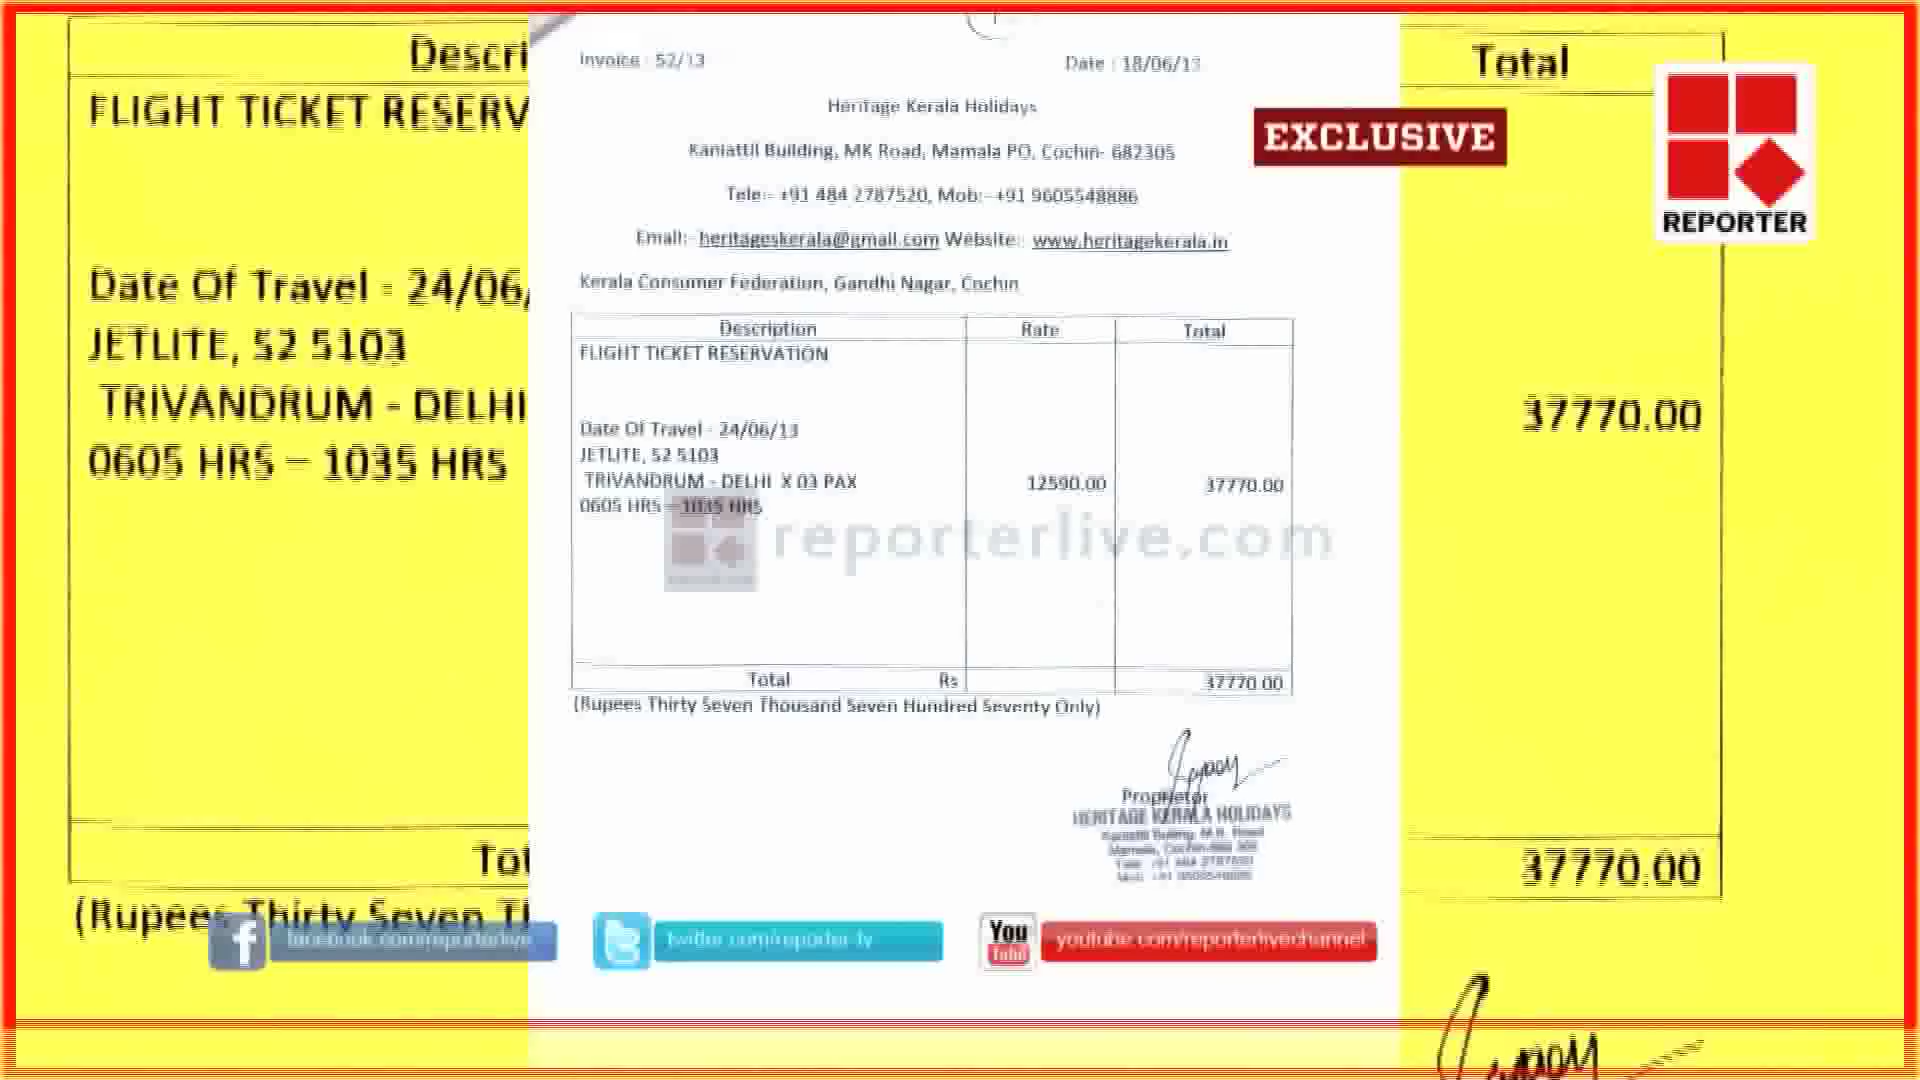 Invoice : 52/13
Date : 18/06/13
Heritage Kerala Holidays
Kaniattil Building, MK Road, Mamala PO, Cochin- 682305
Tele:- +91 484 2787520, Mob:- +91 9605548886
Email:- heritageskerala@gmail.com Website:- www.heritagekerala.in
Kerala Consumer Federation, Gandhi Nagar, Cochin
Description Rate Total
FLIGHT TICKET RESERVATION
Date Of Travel - 24/06/13
JETLITE, S2 5103
TRIVANDRUM - DELHI X 03 PAX 12590.00 37770.00
0605 HRS – 1035 HRS
Total Rs 37770.00
(Rupees Thirty Seven Thousand Seven Hundred Seventy Only)
Proprietor
HERITAGE KERALA HOLIDAYS
reporterlive.com
EXCLUSIVE
REPORTER
Descri
FLIGHT TICKET RESERV
Date Of Travel - 24/06/
JETLITE, S2 5103
TRIVANDRUM - DELHI
0605 HRS – 1035 HRS
Tot
(Rupees Thirty Seven Th
Total
37770.00
37770.00
facebook.com/reporterlive
twitter.com/reporter-tv
You
Tube
youtube.com/reporterlivechannel